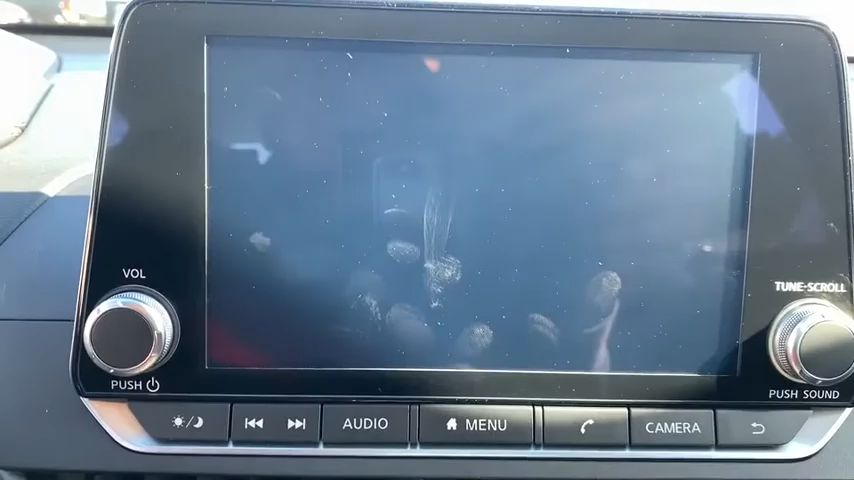 VOL
TUNE·SCROLL
PUSH
PUSH SOUND
AUDIO
MENU
CAMERA